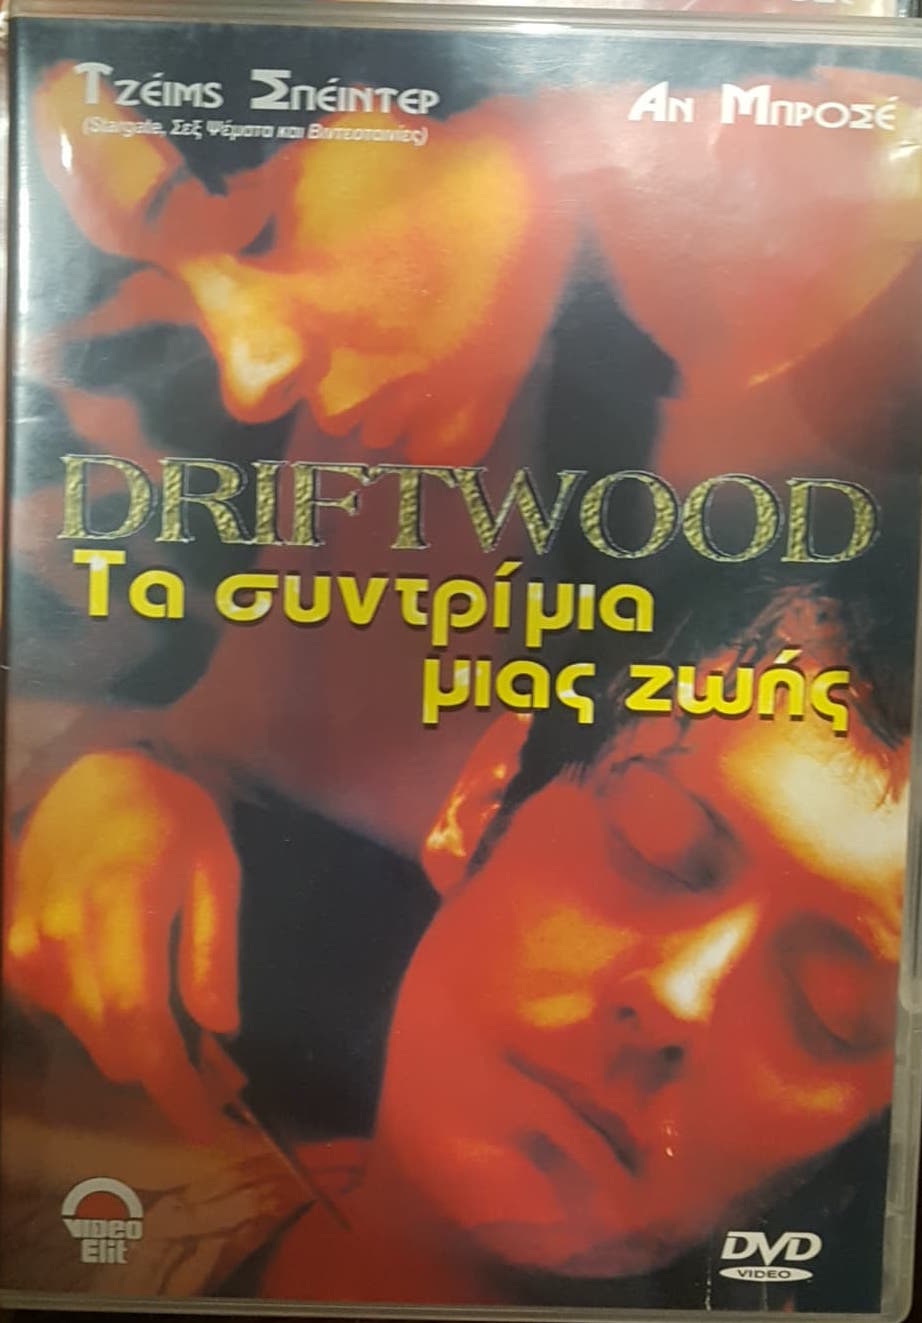 Τζέιμς Σπέιντερ
(Stargate, Σεξ Ψέματα και Βιντεοταινίες)
Αν Μπροσέ
DRIFTWOOD
Τα συντρίμια
μιας ζωής
VIDEO
Elit
DVD
VIDEO